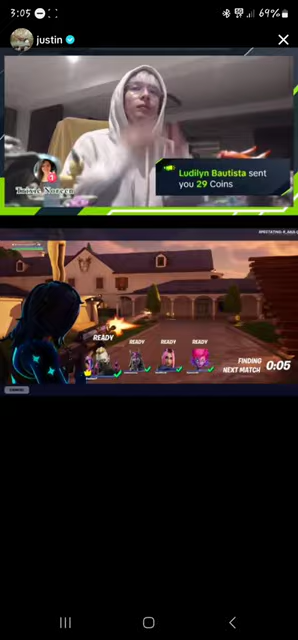 3:05
69%
justin
Ludilyn Bautista sent
you 29 Coins
Toixic Noreen
READY
READY
READY
READY
FINDING
NEXT MATCH
0:05